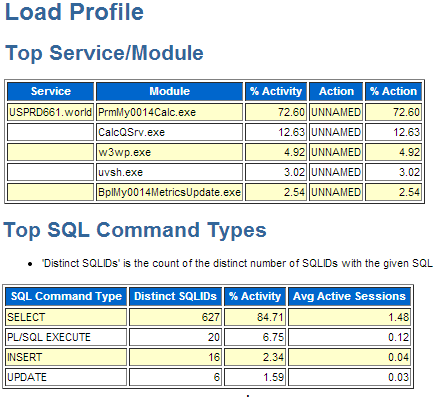 Load Profile
Top Service/Module
Service Module % Activity Action % Action
USPRD661.world PrmMy0014Calc.exe 72.60 UNNAMED 72.60
CalcQSrv.exe 12.63 UNNAMED 12.63
w3wp.exe 4.92 UNNAMED 4.92
uvsh.exe 3.02 UNNAMED 3.02
BplMy0014MetricsUpdate.exe 2.54 UNNAMED 2.54
Top SQL Command Types
• 'Distinct SQLIDs' is the count of the distinct number of SQLIDs with the given SQL
SQL Command Type Distinct SQLIDs % Activity Avg Active Sessions
SELECT 627 84.71 1.48
PL/SQL EXECUTE 20 6.75 0.12
INSERT 16 2.34 0.04
UPDATE 6 1.59 0.03